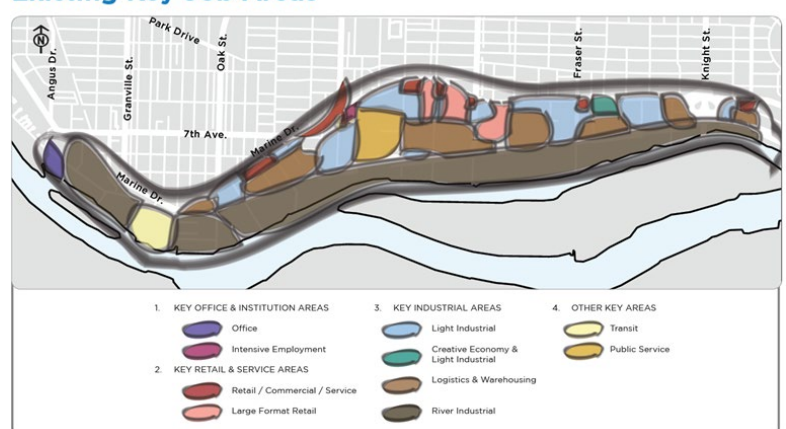 Park Drive
N
Angus Dr.
Granville St.
Oak St.
Fraser St.
Knight St.
7th Ave.
Marine Dr.
Marine Dr.
1. KEY OFFICE & INSTITUTION AREAS
Office
Intensive Employment
2. KEY RETAIL & SERVICE AREAS
Retail / Commercial / Service
Large Format Retail
3. KEY INDUSTRIAL AREAS
Light Industrial
Creative Economy &
Light Industrial
Logistics & Warehousing
River Industrial
4. OTHER KEY AREAS
Transit
Public Service